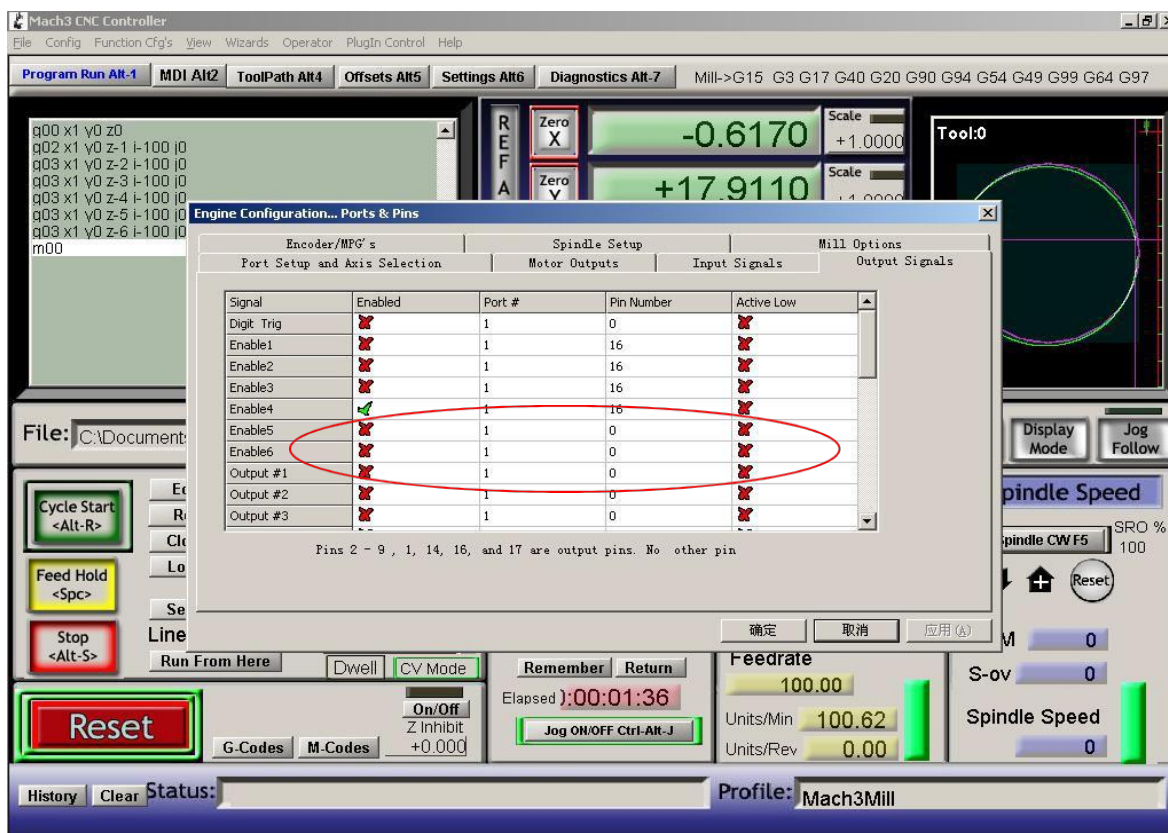 Mach3 CNC Controller
File Config Function Cfg's View Wizards Operator PlugIn Control Help
Program Run Alt-1 MDI Alt2 ToolPath Alt4 Offsets Alt5 Settings Alt6 Diagnostics Alt-7 Mill->G15 G3 G17 G40 G20 G90 G94 G54 G49 G99 G64 G97
g00 x1 y0 z0
g02 x1 y0 z-1 i-100 j0
g03 x1 y0 z-2 i-100 j0
g03 x1 y0 z-3 i-100 j0
g03 x1 y0 z-4 i-100 j0
g03 x1 y0 z-5 i-100 j0
g03 x1 y0 z-6 i-100 j0
m00
REFA
Zero X -0.6170 Scale +1.0000
Zero Y +17.9110 Scale
Tool:0
Engine Configuration... Ports & Pins
Encoder/MPG's Spindle Setup Mill Options
Port Setup and Axis Selection Motor Outputs Input Signals Output Signals
Signal Enabled Port # Pin Number Active Low
Digit Trig 1 0
Enable1 1 16
Enable2 1 16
Enable3 1 16
Enable4 1 16
Enable5 1 0
Enable6 1 0
Output #1 1 0
Output #2 1 0
Output #3 1 0
Pins 2 - 9 , 1, 14, 16, and 17 are output pins. No other pin
确定 取消 应用(A)
File: C:\Document
Display Mode Jog Follow
Cycle Start <Alt-R>
Feed Hold <Spc>
Stop <Alt-S>
Ed
R
Clo
Lo
Se
Line
Run From Here
Dwell CV Mode
pindle Speed
Spindle CW F5 SRO % 100
Reset
M 0
S-ov 0
Spindle Speed
0
Remember Return
Elapsed ):00:01:36
Jog ON/OFF Ctrl-Alt-J
Feedrate
100.00
Units/Min 100.62
Units/Rev 0.00
Reset
G-Codes M-Codes
On/Off
Z Inhibit
+0.000
History Clear Status: Profile: Mach3Mill